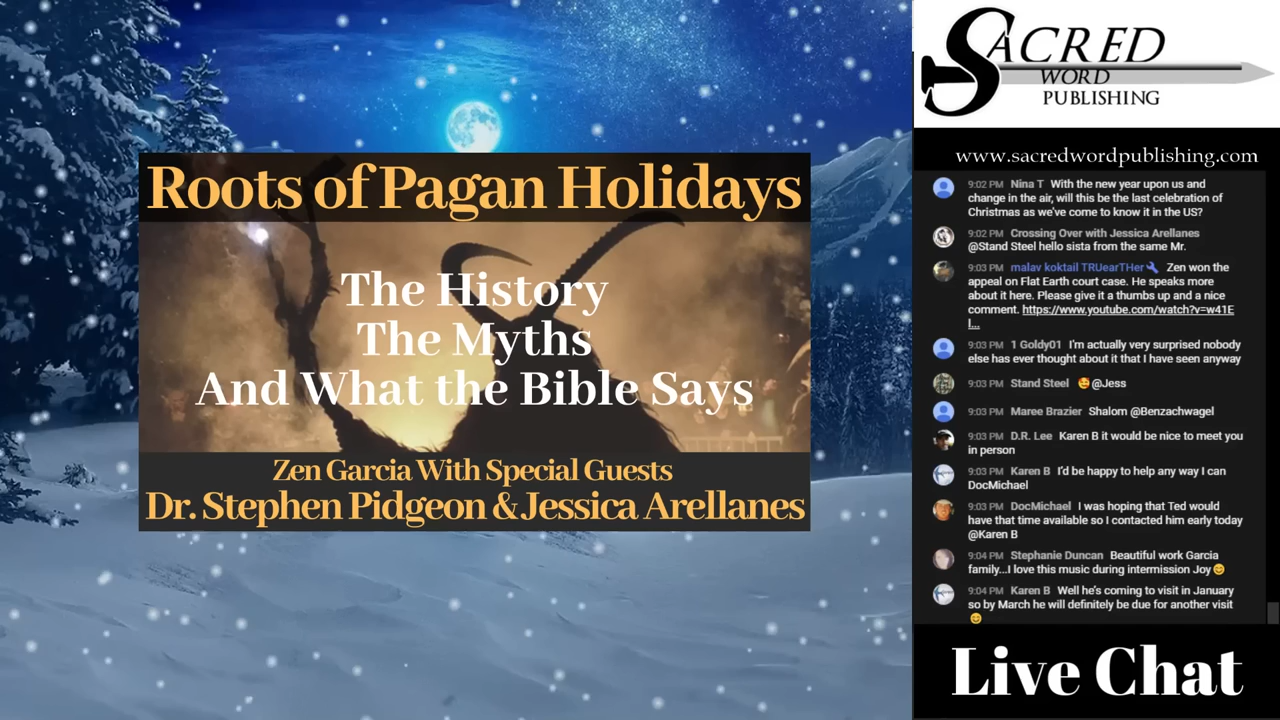 Roots of Pagan Holidays
The History
The Myths
And What the Bible Says
Zen Garcia With Special Guests
Dr. Stephen Pidgeon & Jessica Arellanes
SACRED
WORD
PUBLISHING
www.sacredwordpublishing.com
9:02 PM Nina T With the new year upon us and
change in the air, will this be the last celebration of
Christmas as we've come to know it in the US?
9:02 PM Crossing Over with Jessica Arellanes
@Stand Steel hello sista from the same Mr.
9:03 PM malav koktail TRUearTHer Zen won the
appeal on Flat Earth court case. He speaks more
about it here. Please give it a thumbs up and a nice
comment. https://www.youtube.com/watch?v=w41E
I...
9:03 PM 1 Goldy01 I'm actually very surprised nobody
else has ever thought about it that I have seen anyway
9:03 PM Stand Steel 🥰 @Jess
9:03 PM Maree Brazier Shalom @Benzachwagel
9:03 PM D.R. Lee Karen B it would be nice to meet you
in person
9:03 PM Karen B I'd be happy to help any way I can
DocMichael
9:03 PM DocMichael I was hoping that Ted would
have that time available so I contacted him early today
@Karen B
9:04 PM Stephanie Duncan Beautiful work Garcia
family...I love this music during intermission Joy 😊
9:04 PM Karen B Well he's coming to visit in January
so by March he will definitely be due for another visit
😊
Live Chat